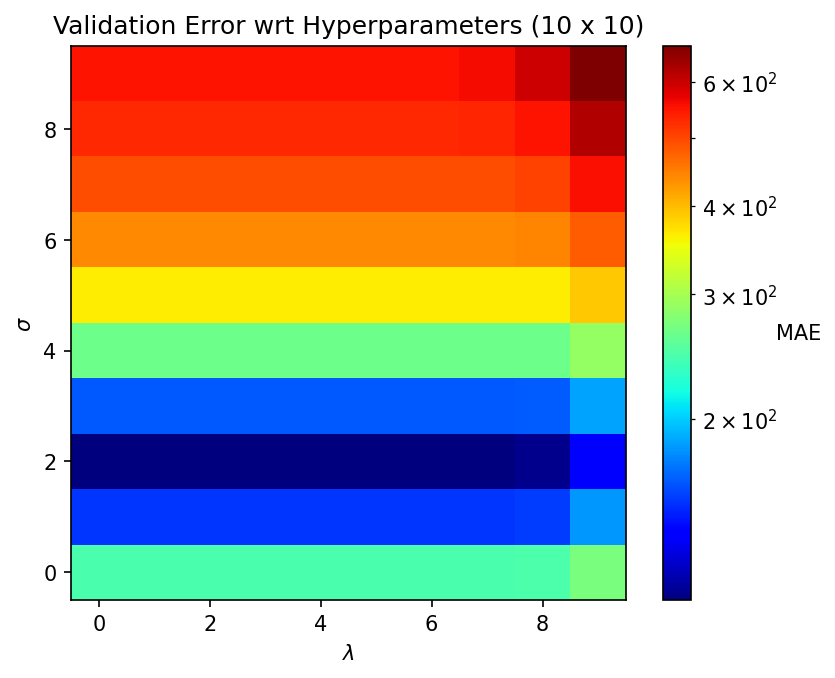 Validation Error wrt Hyperparameters (10 x 10)
8
6
4
2
0
σ
0 2 4 6 8
λ
6 × 10²
4 × 10²
3 × 10²
2 × 10²
MAE